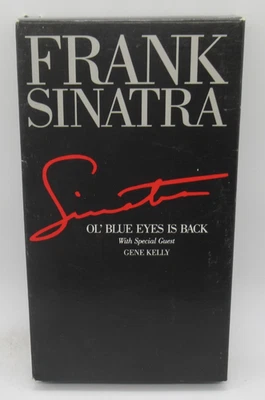 FRANK
SINATRA
Sinatra
OL' BLUE EYES IS BACK
With Special Guest
GENE KELLY